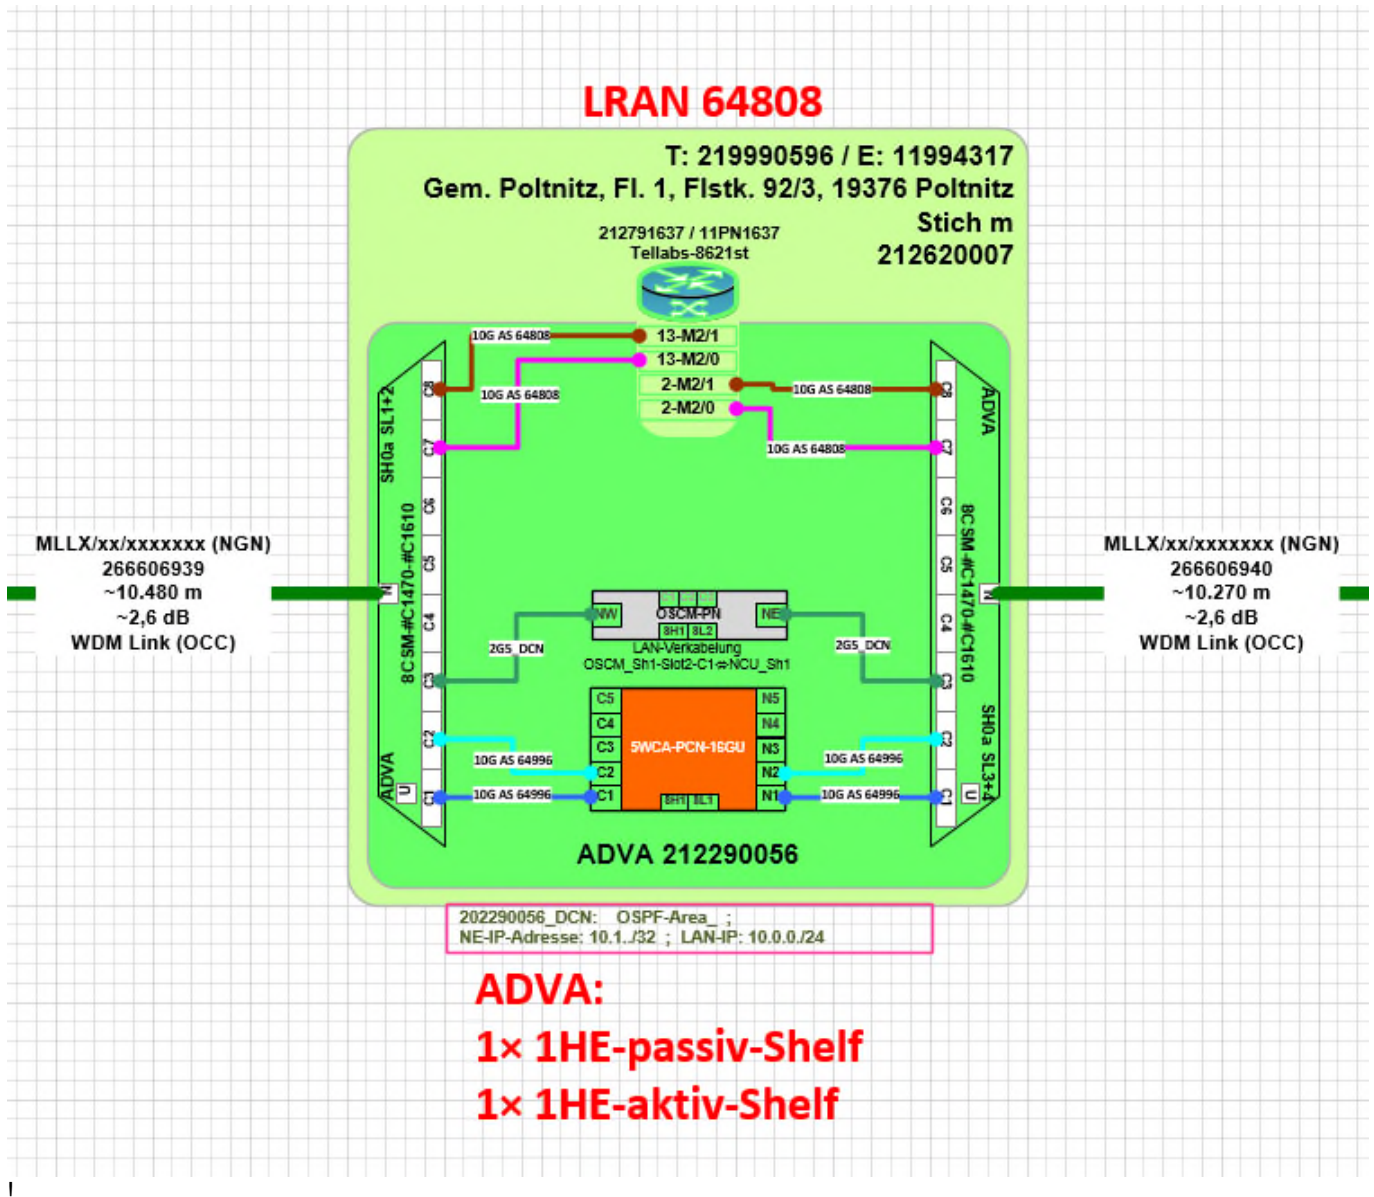 LRAN 64808
T: 219990596 / E: 11994317
Gem. Poltnitz, Fl. 1, Flstk. 92/3, 19376 Poltnitz
Stich m
212620007
212791637 / 11PN1637
Tellabs-8621st
13-M2/1
13-M2/0
2-M2/1
2-M2/0
10G AS 64808
10G AS 64808
10G AS 64808
10G AS 64808
SH0a SL1+2
8CSM-#C1470-#C1610
ADVA
C8
C7
C6
C5
N
C4
C3
C2
U
C1
ADVA
8CSM-#C1470-#C1610
SH0a SL3+4
C8
C7
C6
C5
N
C4
C3
C2
U
C1
MLLX/xx/xxxxxxx (NGN)
266606939
~10.480 m
~2,6 dB
WDM Link (OCC)
MLLX/xx/xxxxxxx (NGN)
266606940
~10.270 m
~2,6 dB
WDM Link (OCC)
NW
OSCM-PN
NE
SH1 SL2
2G5_DCN
2G5_DCN
LAN-Verkabelung
OSCM_Sh1-Slot2-C1⇔NCU_Sh1
C5
C4
C3
C2
C1
5WCA-PCN-16GU
SH1 SL1
N5
N4
N3
N2
N1
10G AS 64996
10G AS 64996
10G AS 64996
10G AS 64996
ADVA 212290056
202290056_DCN: OSPF-Area_ ;
NE-IP-Adresse: 10.1../32 ; LAN-IP: 10.0.0./24
ADVA:
1× 1HE-passiv-Shelf
1× 1HE-aktiv-Shelf
!